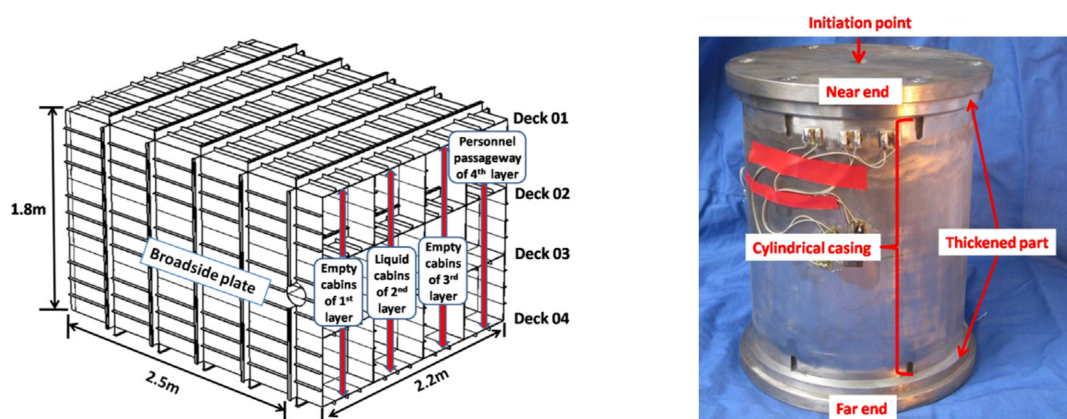 Deck 01
Personnel
passageway
of 4th layer
Deck 02
1.8m
Deck 03
Broadside plate
Empty
cabins
of 1st
layer
Liquid
cabins
of 2nd
layer
Empty
cabins
of 3rd
layer
Deck 04
2.5m
2.2m
Initiation point
Near end
Cylindrical casing
Thickened part
Far end